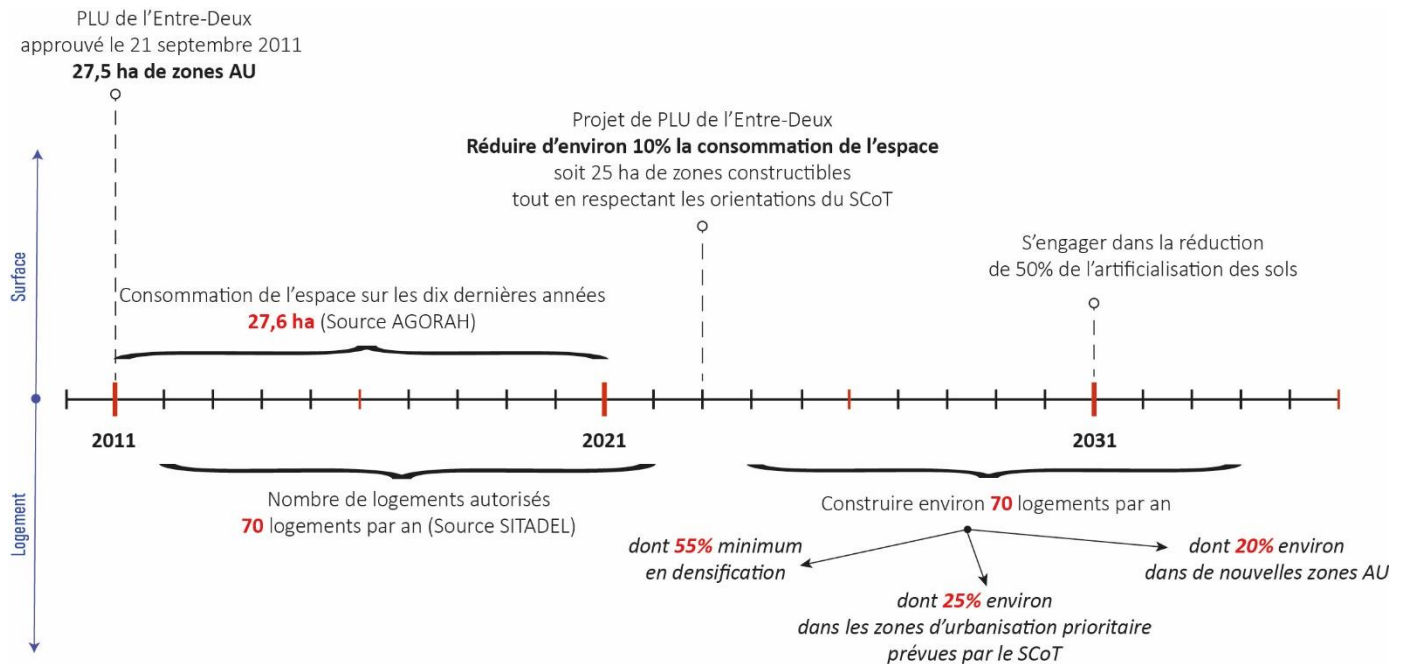 PLU de l’Entre-Deux
approuvé le 21 septembre 2011
27,5 ha de zones AU
Projet de PLU de l’Entre-Deux
Réduire d’environ 10% la consommation de l’espace
soit 25 ha de zones constructibles
tout en respectant les orientations du SCoT
S’engager dans la réduction
de 50% de l’artificialisation des sols
Surface
Consommation de l’espace sur les dix dernières années
27,6 ha (Source AGORAH)
2011
2021
2031
Logement
Nombre de logements autorisés
70 logements par an (Source SITADEL)
Construire environ 70 logements par an
dont 55% minimum
en densification
dont 25% environ
dans les zones d’urbanisation prioritaire
prévues par le SCoT
dont 20% environ
dans de nouvelles zones AU